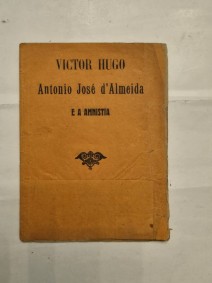 VICTOR HUGO
Antonio José d'Almeida
E A AMNISTIA